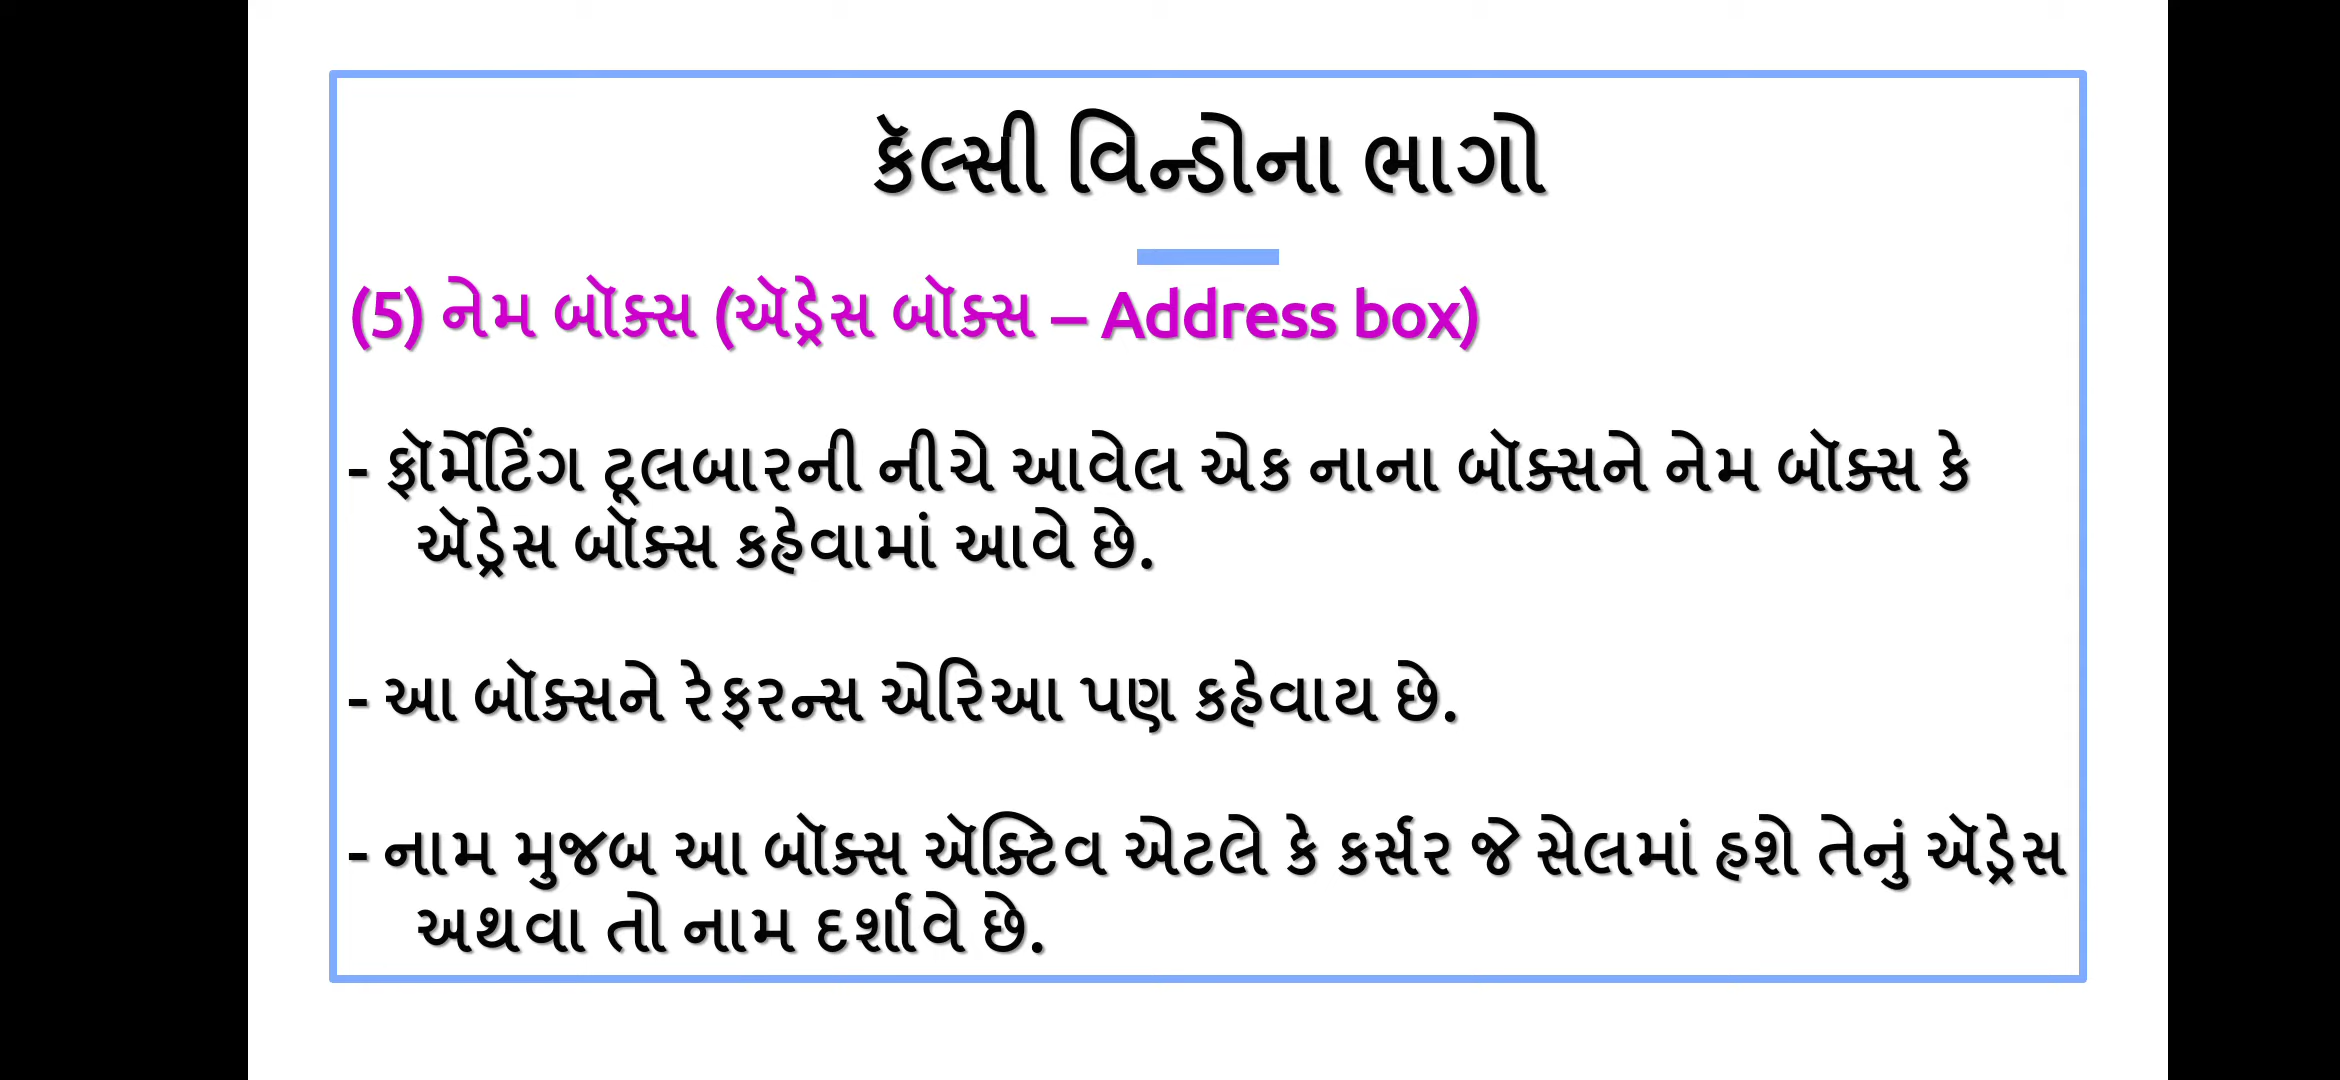 કૅલ્સી વિન્ડોના ભાગો
(5) નેમ બૉક્સ (ઍડ્રેસ બૉક્સ – Address box)
- ફૉર્મેટિંગ ટૂલબારની નીચે આવેલ એક નાના બૉક્સને નેમ બૉક્સ કે
ઍડ્રેસ બૉક્સ કહેવામાં આવે છે.
- આ બૉક્સને રેફરન્સ એરિઆ પણ કહેવાય છે.
- નામ મુજબ આ બૉક્સ ઍક્ટિવ એટલે કે કર્સર જે સેલમાં હશે તેનું ઍડ્રેસ
અથવા તો નામ દર્શાવે છે.